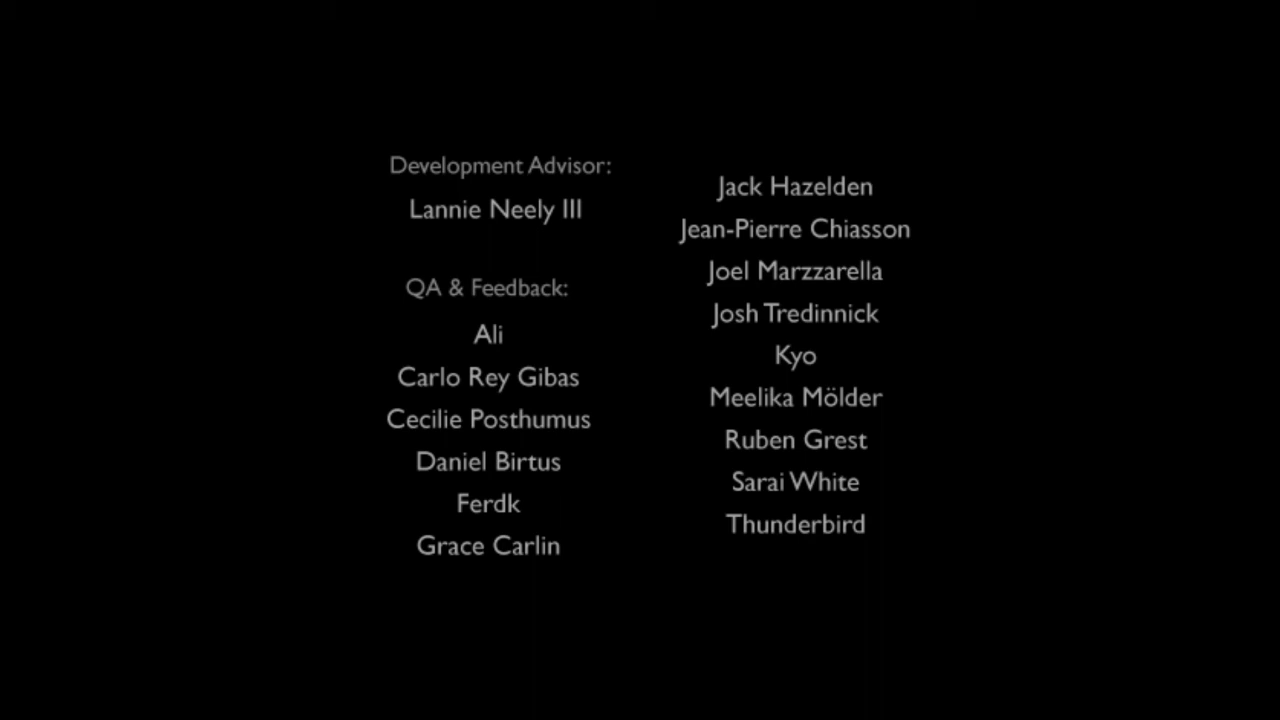 Development Advisor:
Lannie Neely III
QA & Feedback:
Ali
Carlo Rey Gibas
Cecilie Posthumus
Daniel Birtus
Ferdk
Grace Carlin
Jack Hazelden
Jean-Pierre Chiasson
Joel Marzzarella
Josh Tredinnick
Kyo
Meelika Mölder
Ruben Grest
Sarai White
Thunderbird